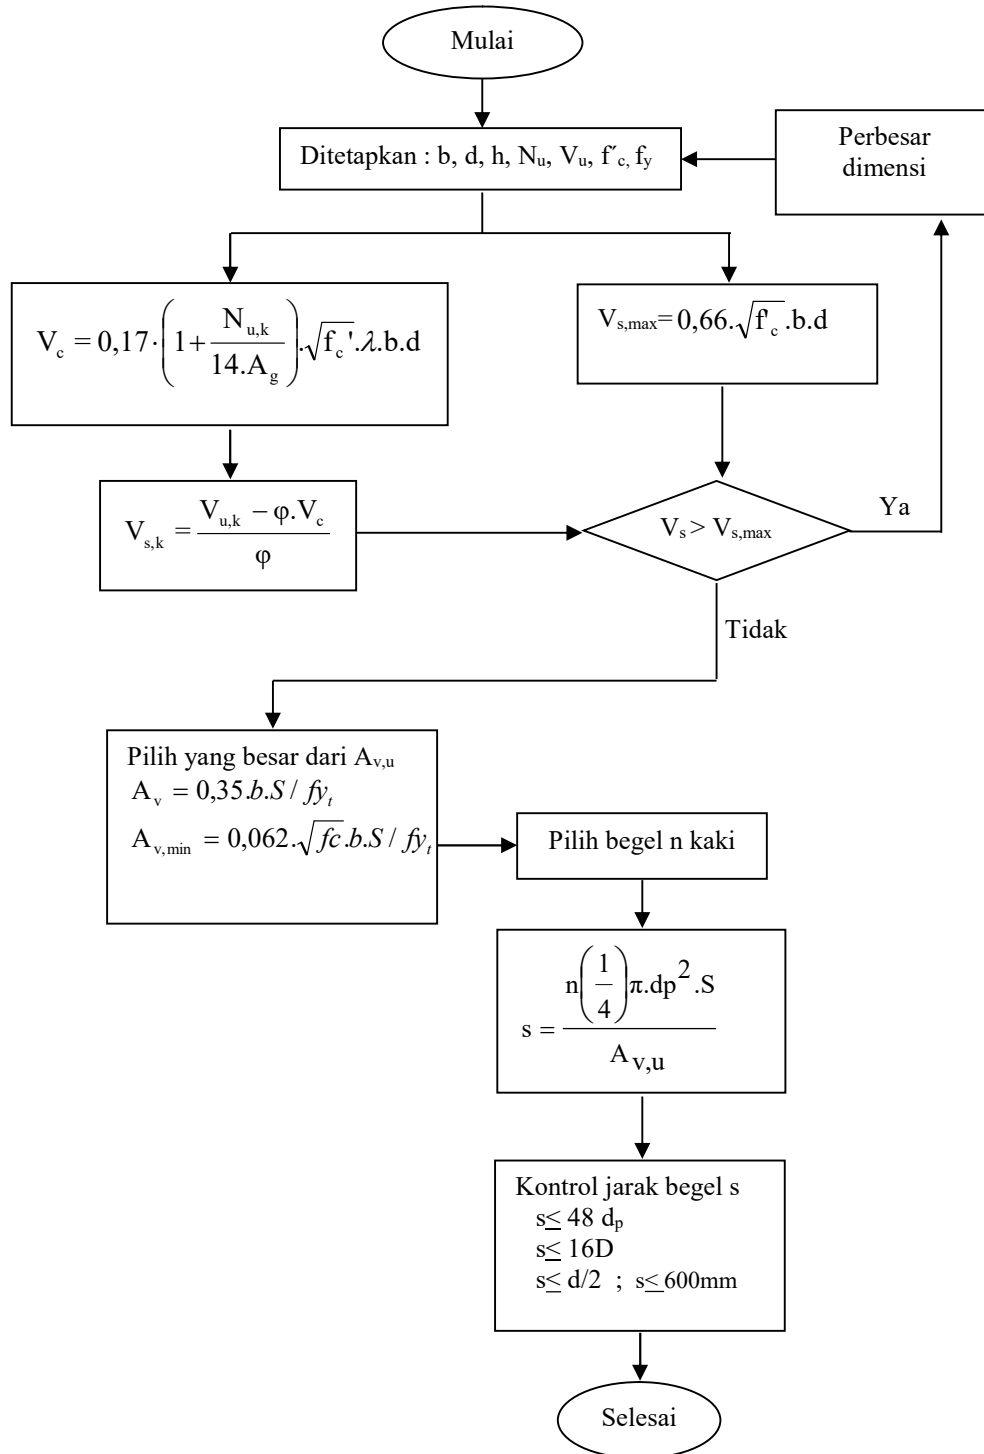 Mulai
Ditetapkan : b, d, h, Nu, Vu, f´c, fy
Perbesar
dimensi
Vc = 0,17·(1+ Nu,k / 14.Ag).√fc'.λ.b.d
Vs,max= 0,66.√f'c.b.d
Vs,k = Vu,k − φ.Vc / φ
Vs > Vs,max
Ya
Tidak
Pilih yang besar dari Av,u
Av = 0,35.b.S / fyt
Av,min = 0,062.√fc.b.S / fyt
Pilih begel n kaki
s = n(1/4)π.dp².S / Av,u
Kontrol jarak begel s
s≤ 48 dp
s≤ 16D
s≤ d/2 ; s≤600mm
Selesai